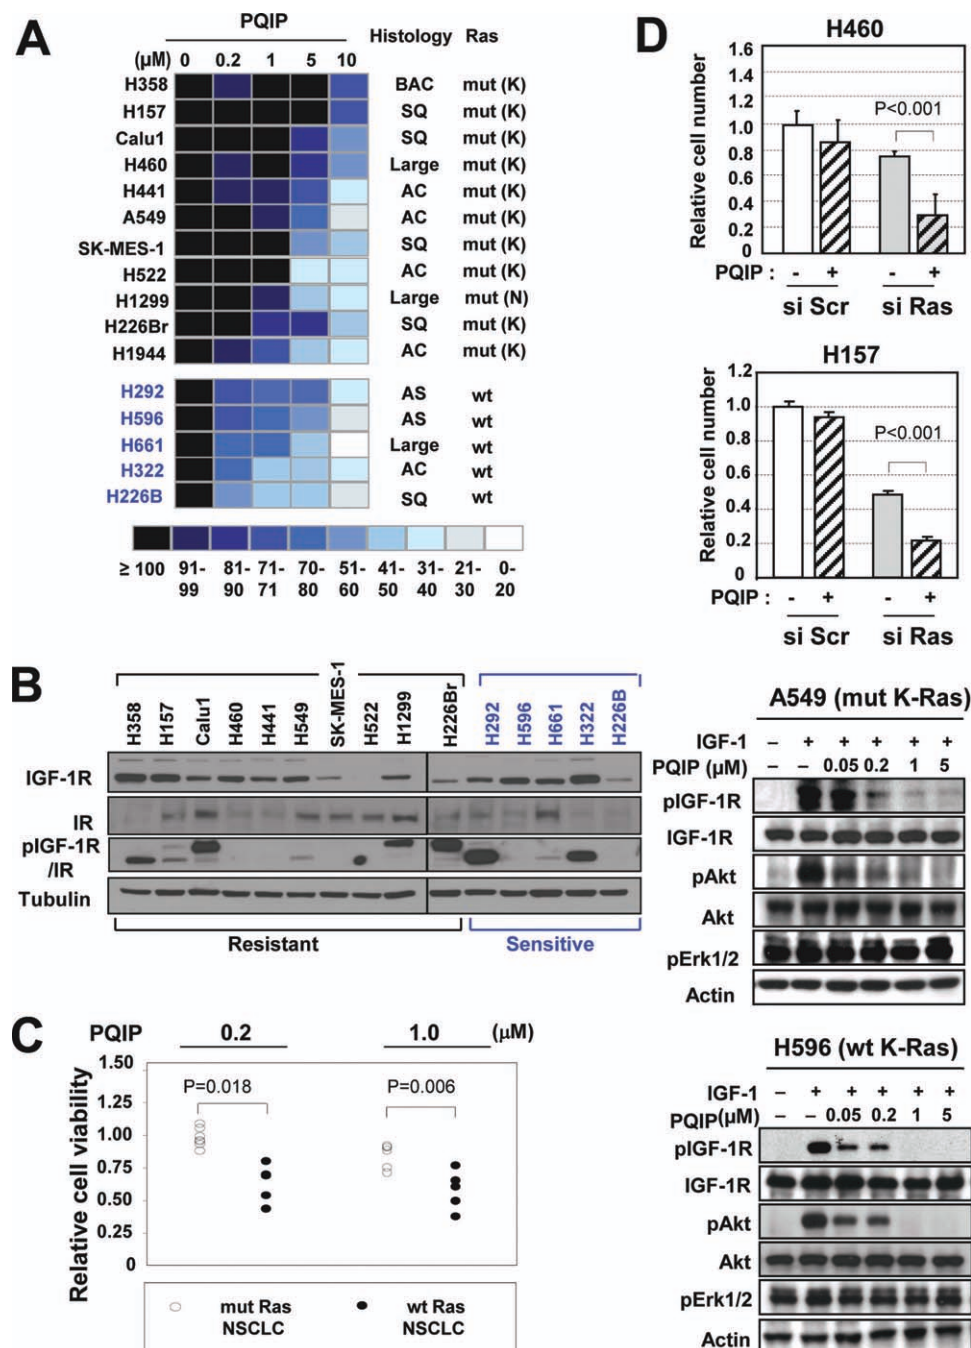 A
PQIP
Histology Ras
(μM) 0 0.2 1 5 10
H358 BAC mut (K)
H157 SQ mut (K)
Calu1 SQ mut (K)
H460 Large mut (K)
H441 AC mut (K)
A549 AC mut (K)
SK-MES-1 SQ mut (K)
H522 AC mut (K)
H1299 Large mut (N)
H226Br SQ mut (K)
H1944 AC mut (K)
H292 AS wt
H596 AS wt
H661 Large wt
H322 AC wt
H226B SQ wt
≥ 100 91-99 81-90 71-71 70-80 51-60 41-50 31-40 21-30 0-20
D
H460
Relative cell number
1.6
1.4
1.2
1.0
0.8
0.6
0.4
0.2
0
P<0.001
PQIP : - + - +
si Scr si Ras
H157
Relative cell number
1.2
1.0
0.8
0.6
0.4
0.2
0
P<0.001
PQIP : - + - +
si Scr si Ras
B
H358 H157 Calu1 H460 H441 H549 SK-MES-1 H522 H1299 H226Br H292 H596 H661 H322 H226B
IGF-1R
IR
pIGF-1R
/IR
Tubulin
Resistant Sensitive
A549 (mut K-Ras)
IGF-1 – + + + + +
PQIP (μM) – – 0.05 0.2 1 5
pIGF-1R
IGF-1R
pAkt
Akt
pErk1/2
Actin
C
PQIP 0.2 1.0 (μM)
Relative cell viability
1.50
1.25
1.00
0.75
0.50
0.25
0
P=0.018 P=0.006
mut Ras wt Ras
NSCLC NSCLC
H596 (wt K-Ras)
IGF-1 – + + + + +
PQIP(μM) – – 0.05 0.2 1 5
pIGF-1R
IGF-1R
pAkt
Akt
pErk1/2
Actin